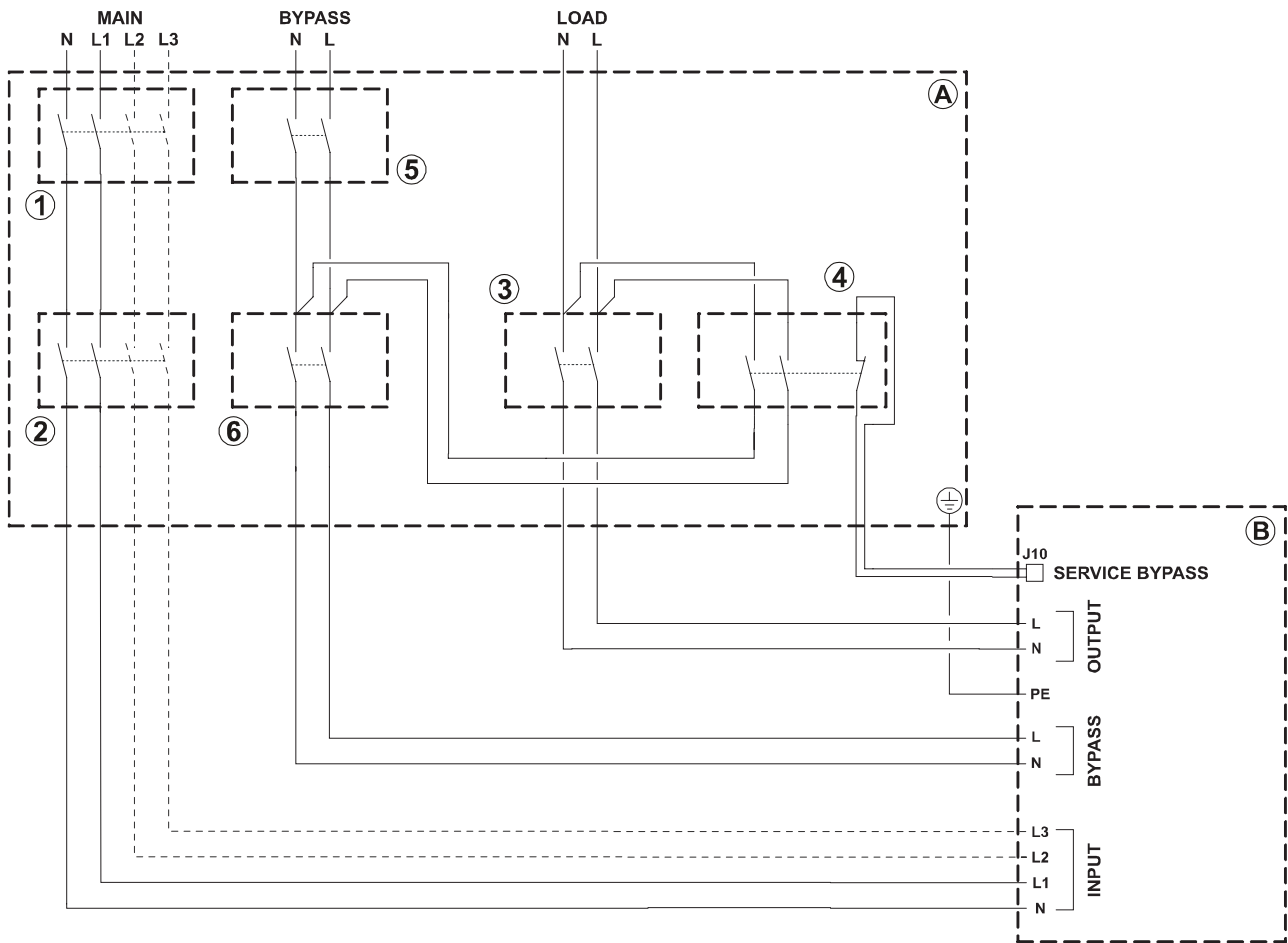 MAIN BYPASS LOAD
N L1 L2 L3 N L N L
A
5
1
4
3
2
6
B
J10
SERVICE BYPASS
L
N
OUTPUT
PE
L
N
BYPASS
L3
L2
L1
N
INPUT